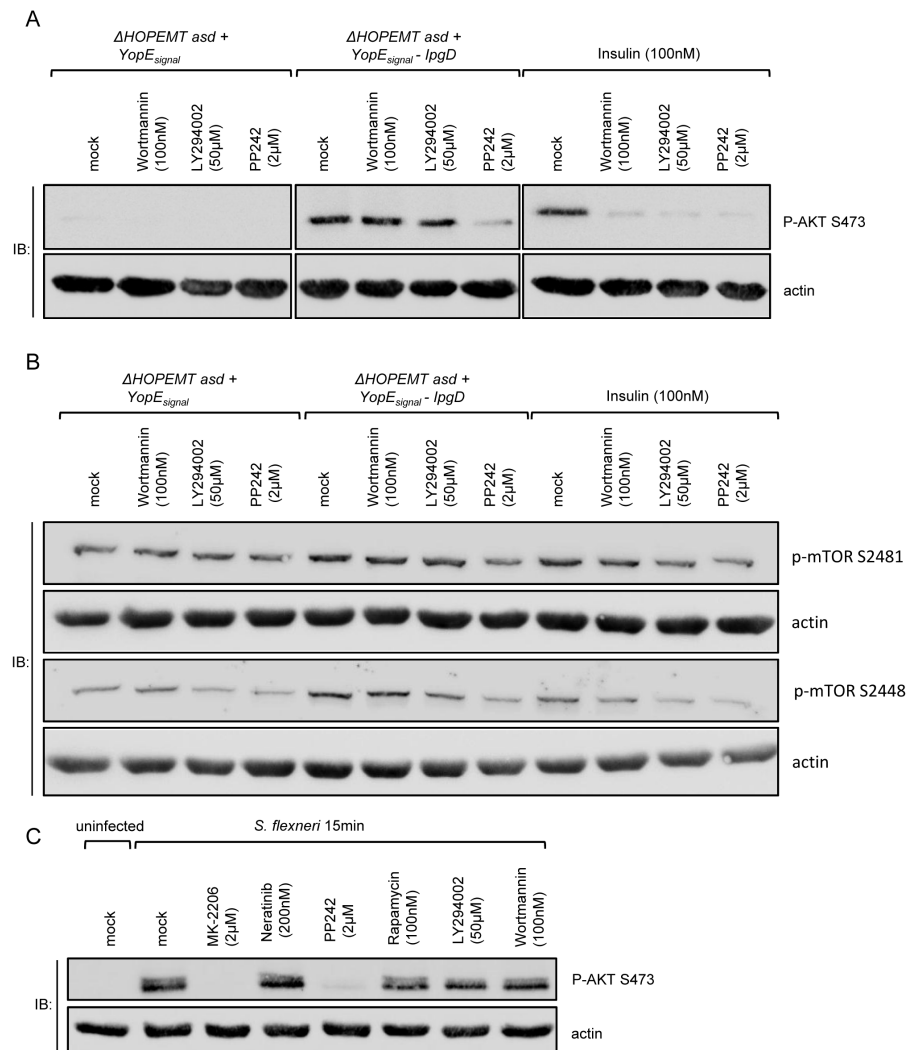 A
ΔHOPEMT asd +
YopEsignal
ΔHOPEMT asd +
YopEsignal - IpgD
Insulin (100nM)
mock
Wortmannin
(100nM)
LY294002
(50µM)
PP242
(2µM)
mock
Wortmannin
(100nM)
LY294002
(50µM)
PP242
(2µM)
mock
Wortmannin
(100nM)
LY294002
(50µM)
PP242
(2µM)
IB:
P-AKT S473
actin
B
ΔHOPEMT asd +
YopEsignal
ΔHOPEMT asd +
YopEsignal - IpgD
Insulin (100nM)
mock
Wortmannin
(100nM)
LY294002
(50µM)
PP242
(2µM)
mock
Wortmannin
(100nM)
LY294002
(50µM)
PP242
(2µM)
mock
Wortmannin
(100nM)
LY294002
(50µM)
PP242
(2µM)
IB:
p-mTOR S2481
actin
p-mTOR S2448
actin
C
uninfected
S. flexneri 15min
mock
mock
MK-2206
(2µM)
Neratinib
(200nM)
PP242
(2µM
Rapamycin
(100nM)
LY294002
(50µM)
Wortmannin
(100nM)
IB:
P-AKT S473
actin